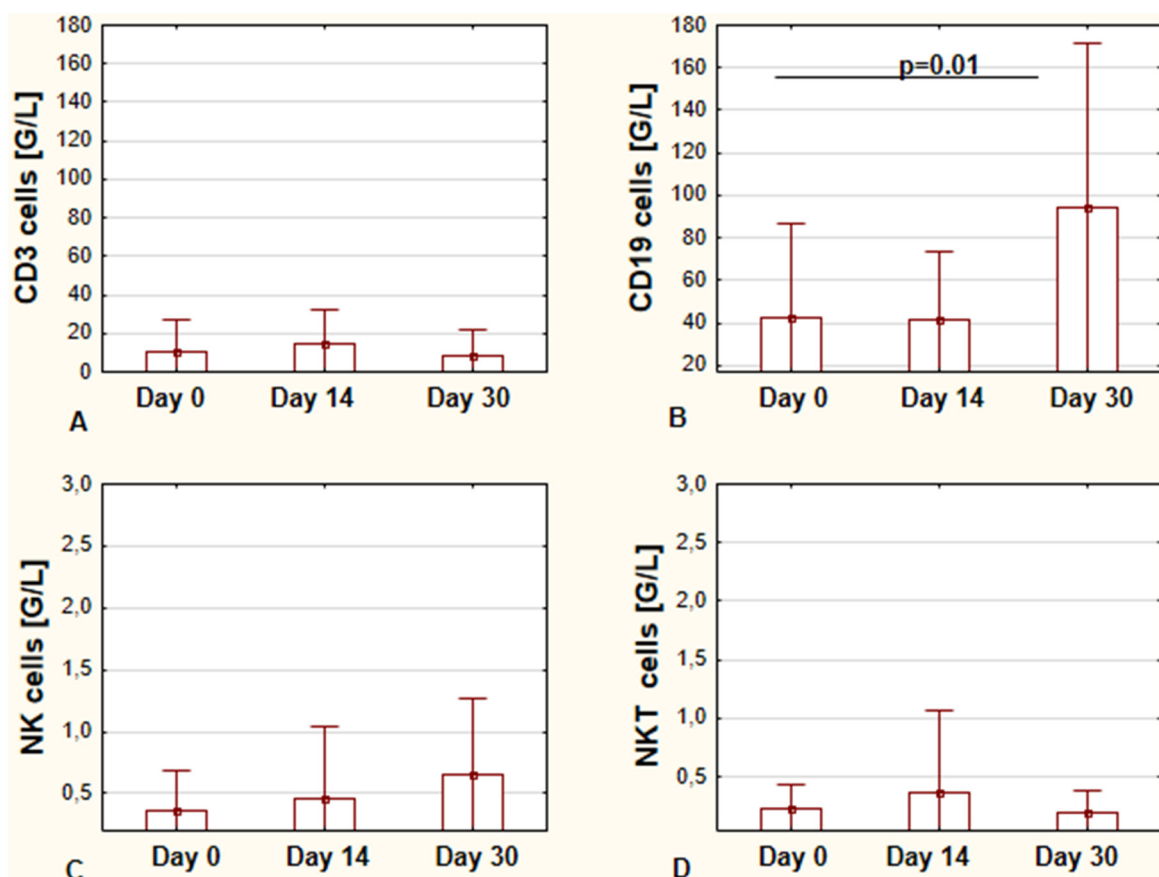 CD3 cells [G/L]
180
160
140
120
100
80
60
40
20
0
Day 0 Day 14 Day 30
A
CD19 cells [G/L]
180
160
140
120
100
80
60
40
20
p=0.01
Day 0 Day 14 Day 30
B
NK cells [G/L]
3,0
2,5
2,0
1,5
1,0
0,5
Day 0 Day 14 Day 30
C
NKT cells [G/L]
3,0
2,5
2,0
1,5
1,0
0,5
Day 0 Day 14 Day 30
D